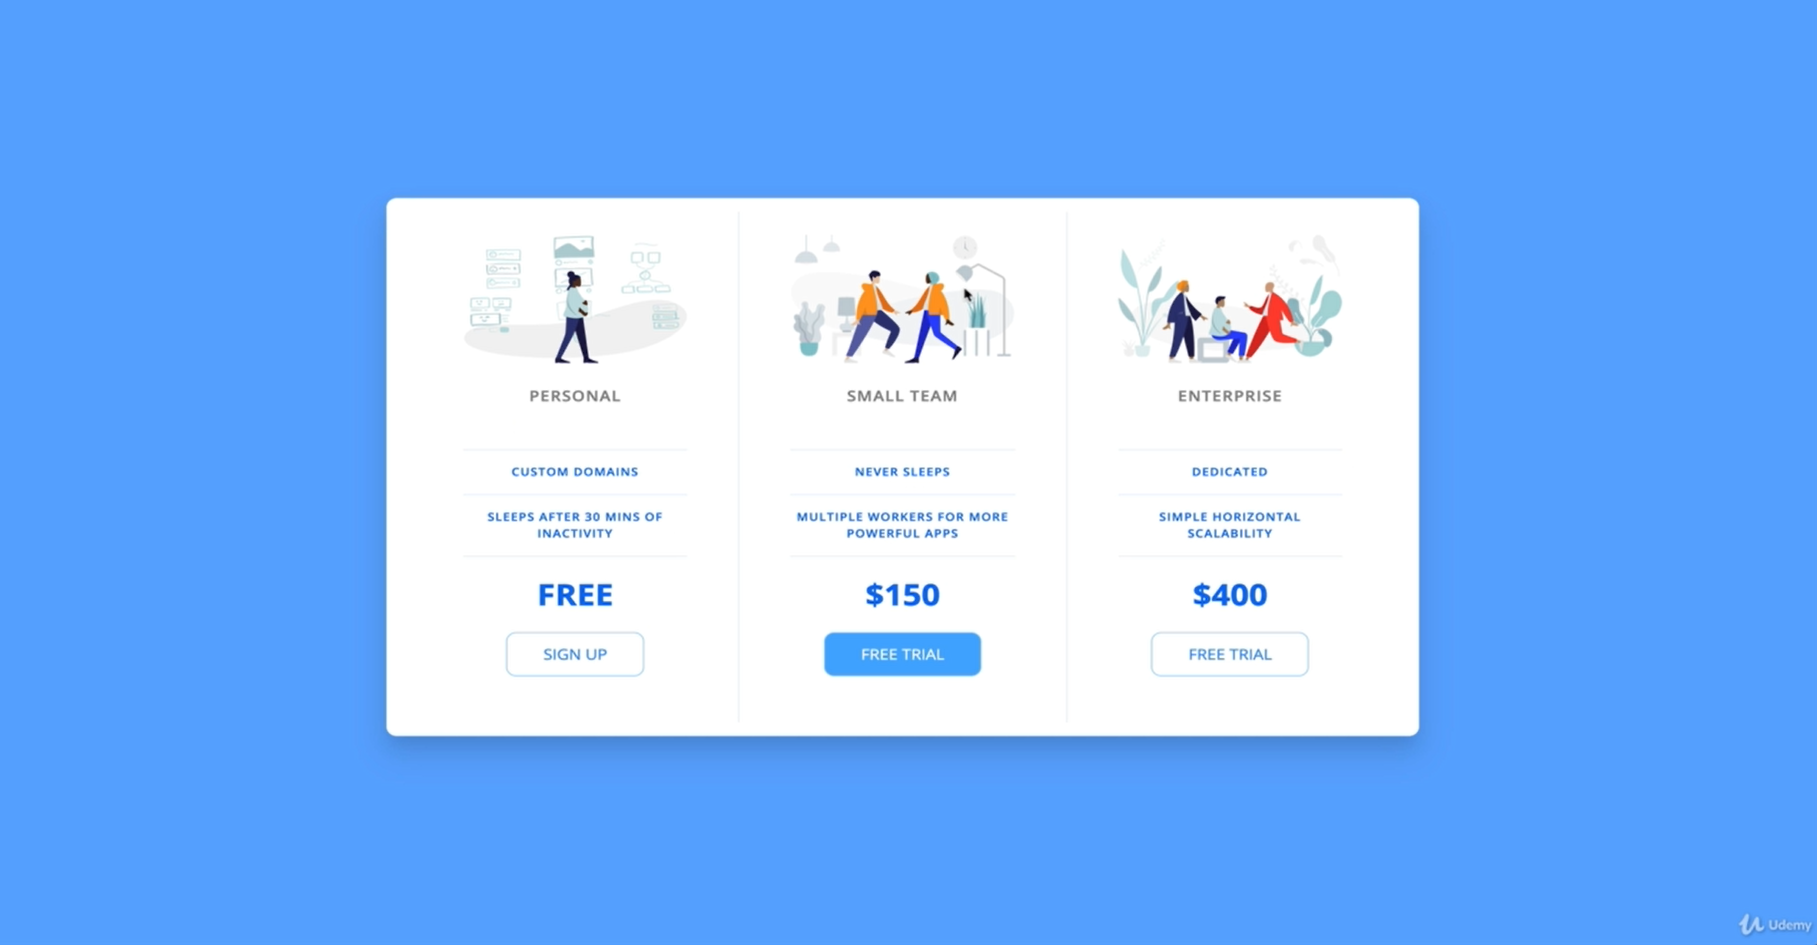 PERSONAL
CUSTOM DOMAINS
SLEEPS AFTER 30 MINS OF
INACTIVITY
FREE
SIGN UP
SMALL TEAM
NEVER SLEEPS
MULTIPLE WORKERS FOR MORE
POWERFUL APPS
$150
FREE TRIAL
ENTERPRISE
DEDICATED
SIMPLE HORIZONTAL
SCALABILITY
$400
FREE TRIAL
Udemy